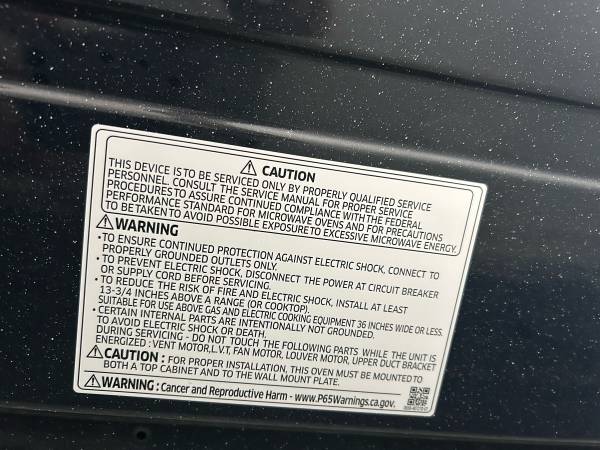 ⚠ CAUTION
THIS DEVICE IS TO BE SERVICED ONLY BY PROPERLY QUALIFIED SERVICE
PERSONNEL. CONSULT THE SERVICE MANUAL FOR PROPER SERVICE
PROCEDURES TO ASSURE CONTINUED COMPLIANCE WITH THE FEDERAL
PERFORMANCE STANDARD FOR MICROWAVE OVENS AND FOR PRECAUTIONS
TO BE TAKEN TO AVOID POSSIBLE EXPOSURE TO EXCESSIVE MICROWAVE ENERGY.
⚠ WARNING
• TO ENSURE CONTINUED PROTECTION AGAINST ELECTRIC SHOCK, CONNECT TO
PROPERLY GROUNDED OUTLETS ONLY.
• TO PREVENT ELECTRIC SHOCK, DISCONNECT THE POWER AT CIRCUIT BREAKER
OR SUPPLY CORD BEFORE SERVICING.
• TO REDUCE THE RISK OF FIRE AND ELECTRIC SHOCK, INSTALL AT LEAST
13-3/4 INCHES ABOVE A RANGE (OR COOKTOP).
SUITABLE FOR USE ABOVE GAS AND ELECTRIC COOKING EQUIPMENT 36 INCHES WIDE OR LESS.
• CERTAIN INTERNAL PARTS ARE INTENTIONALLY NOT GROUNDED.
TO AVOID ELECTRIC SHOCK OR DEATH.
DURING SERVICING - DO NOT TOUCH THE FOLLOWING PARTS WHILE THE UNIT IS
ENERGIZED : VENT MOTOR, L.V.T, FAN MOTOR, LOUVER MOTOR, UPPER DUCT BRACKET
⚠ CAUTION : FOR PROPER INSTALLATION, THIS OVEN MUST BE MOUNTED TO
BOTH A TOP CABINET AND TO THE WALL MOUNT PLATE.
⚠ WARNING : Cancer and Reproductive Harm - www.P65Warnings.ca.gov.